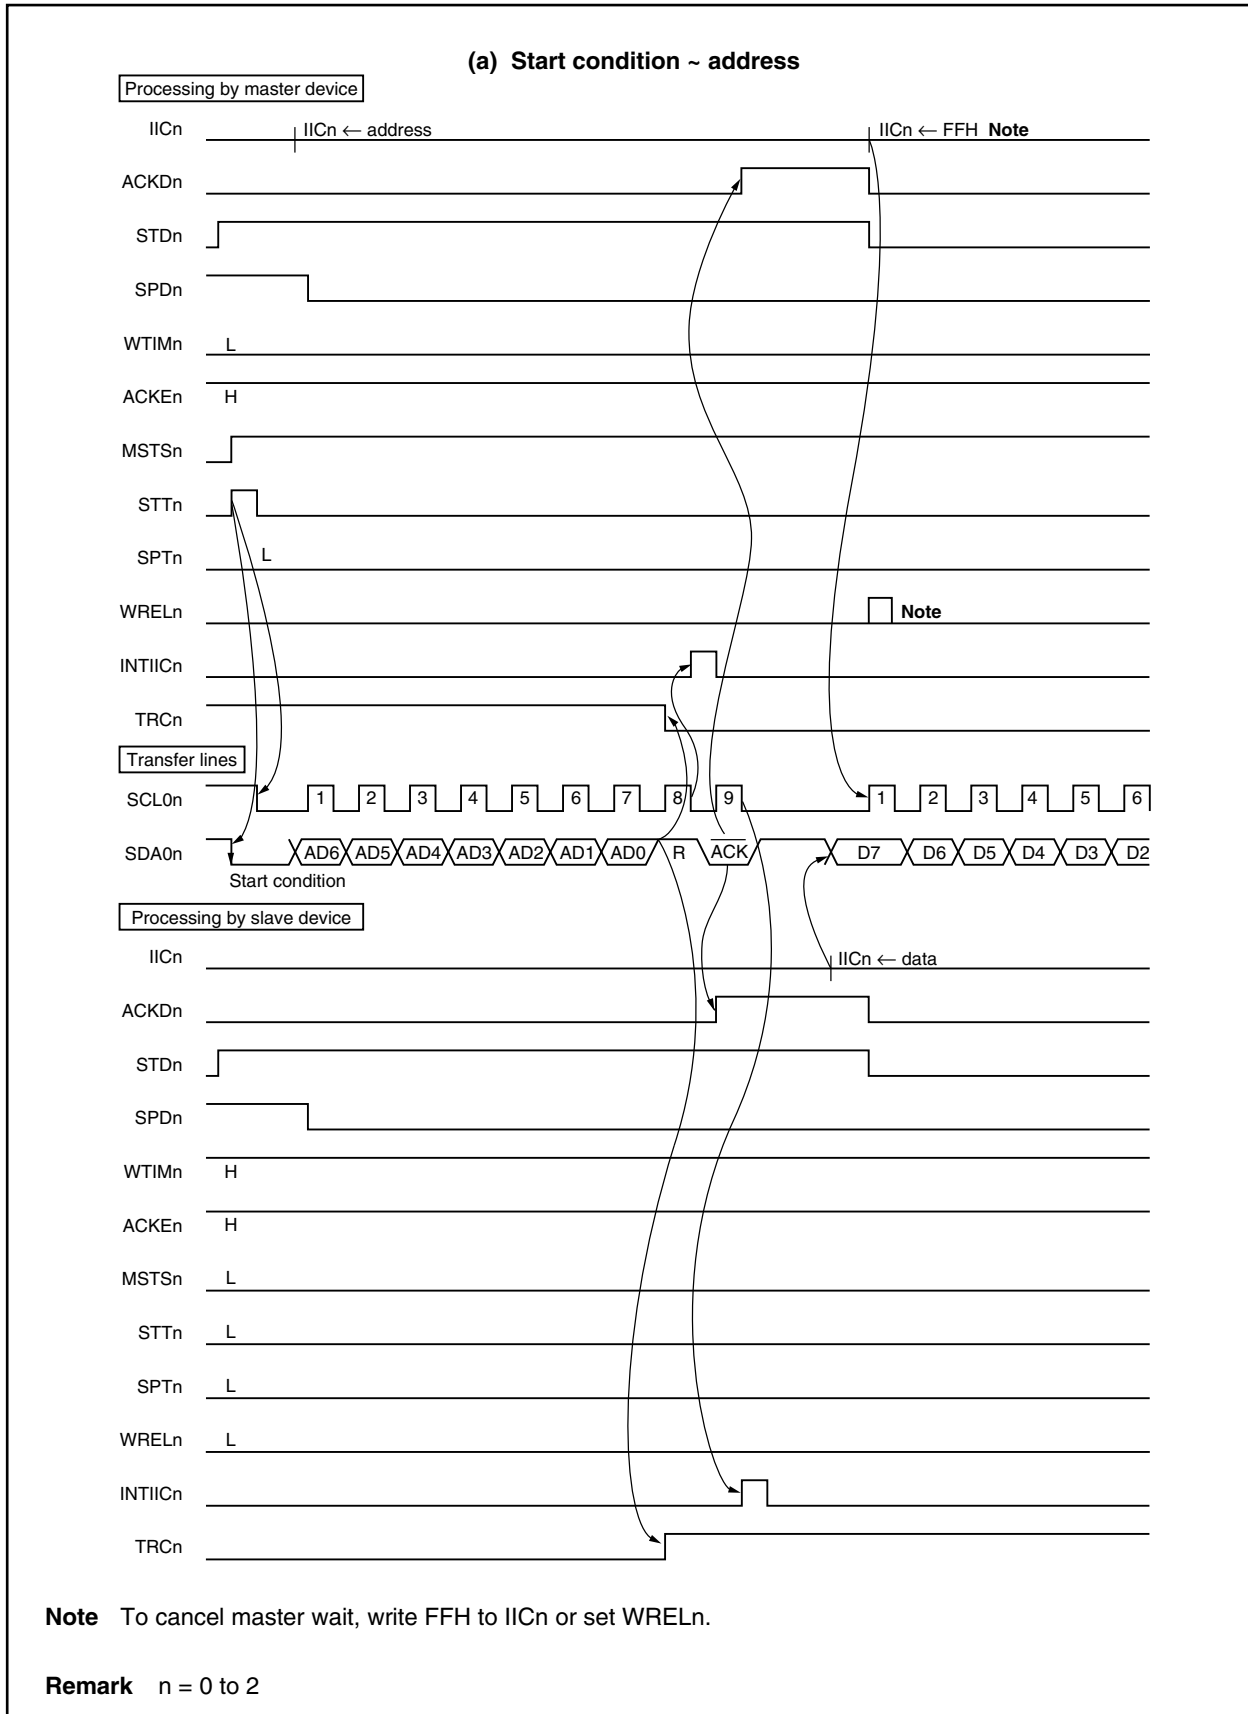 (a) Start condition ~ address
Processing by master device
IICn
IICn ← address
IICn ← FFH Note
ACKDn
STDn
SPDn
WTIMn L
ACKEn H
MSTSn
STTn
SPTn L
WRELn Note
INTIICn
TRCn
Transfer lines
SCL0n 1 2 3 4 5 6 7 8 9 1 2 3 4 5 6
SDA0n AD6 AD5 AD4 AD3 AD2 AD1 AD0 R ACK D7 D6 D5 D4 D3 D2
Start condition
Processing by slave device
IICn IICn ← data
ACKDn
STDn
SPDn
WTIMn H
ACKEn H
MSTSn L
STTn L
SPTn L
WRELn L
INTIICn
TRCn
Note To cancel master wait, write FFH to IICn or set WRELn.
Remark n = 0 to 2